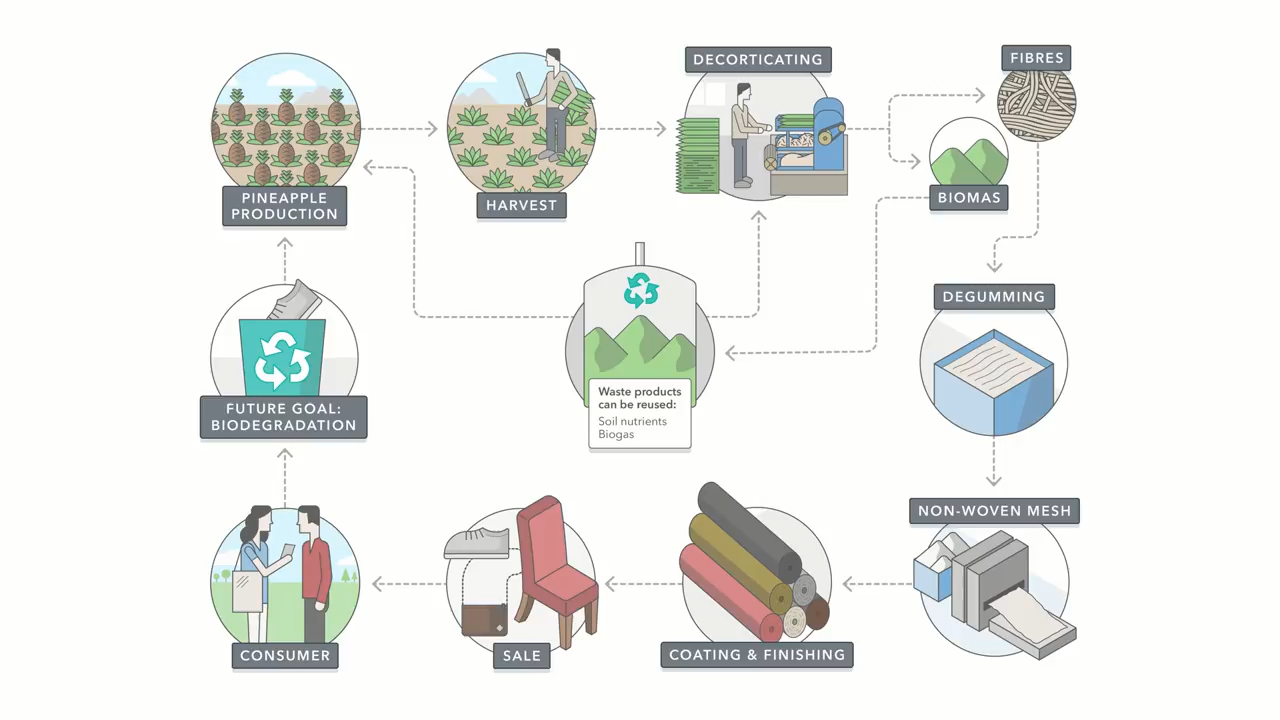 DECORTICATING
FIBRES
PINEAPPLE
PRODUCTION
HARVEST
BIOMAS
DEGUMMING
Waste products
can be reused:
Soil nutrients
Biogas
FUTURE GOAL:
BIODEGRADATION
NON-WOVEN MESH
COATING & FINISHING
SALE
CONSUMER